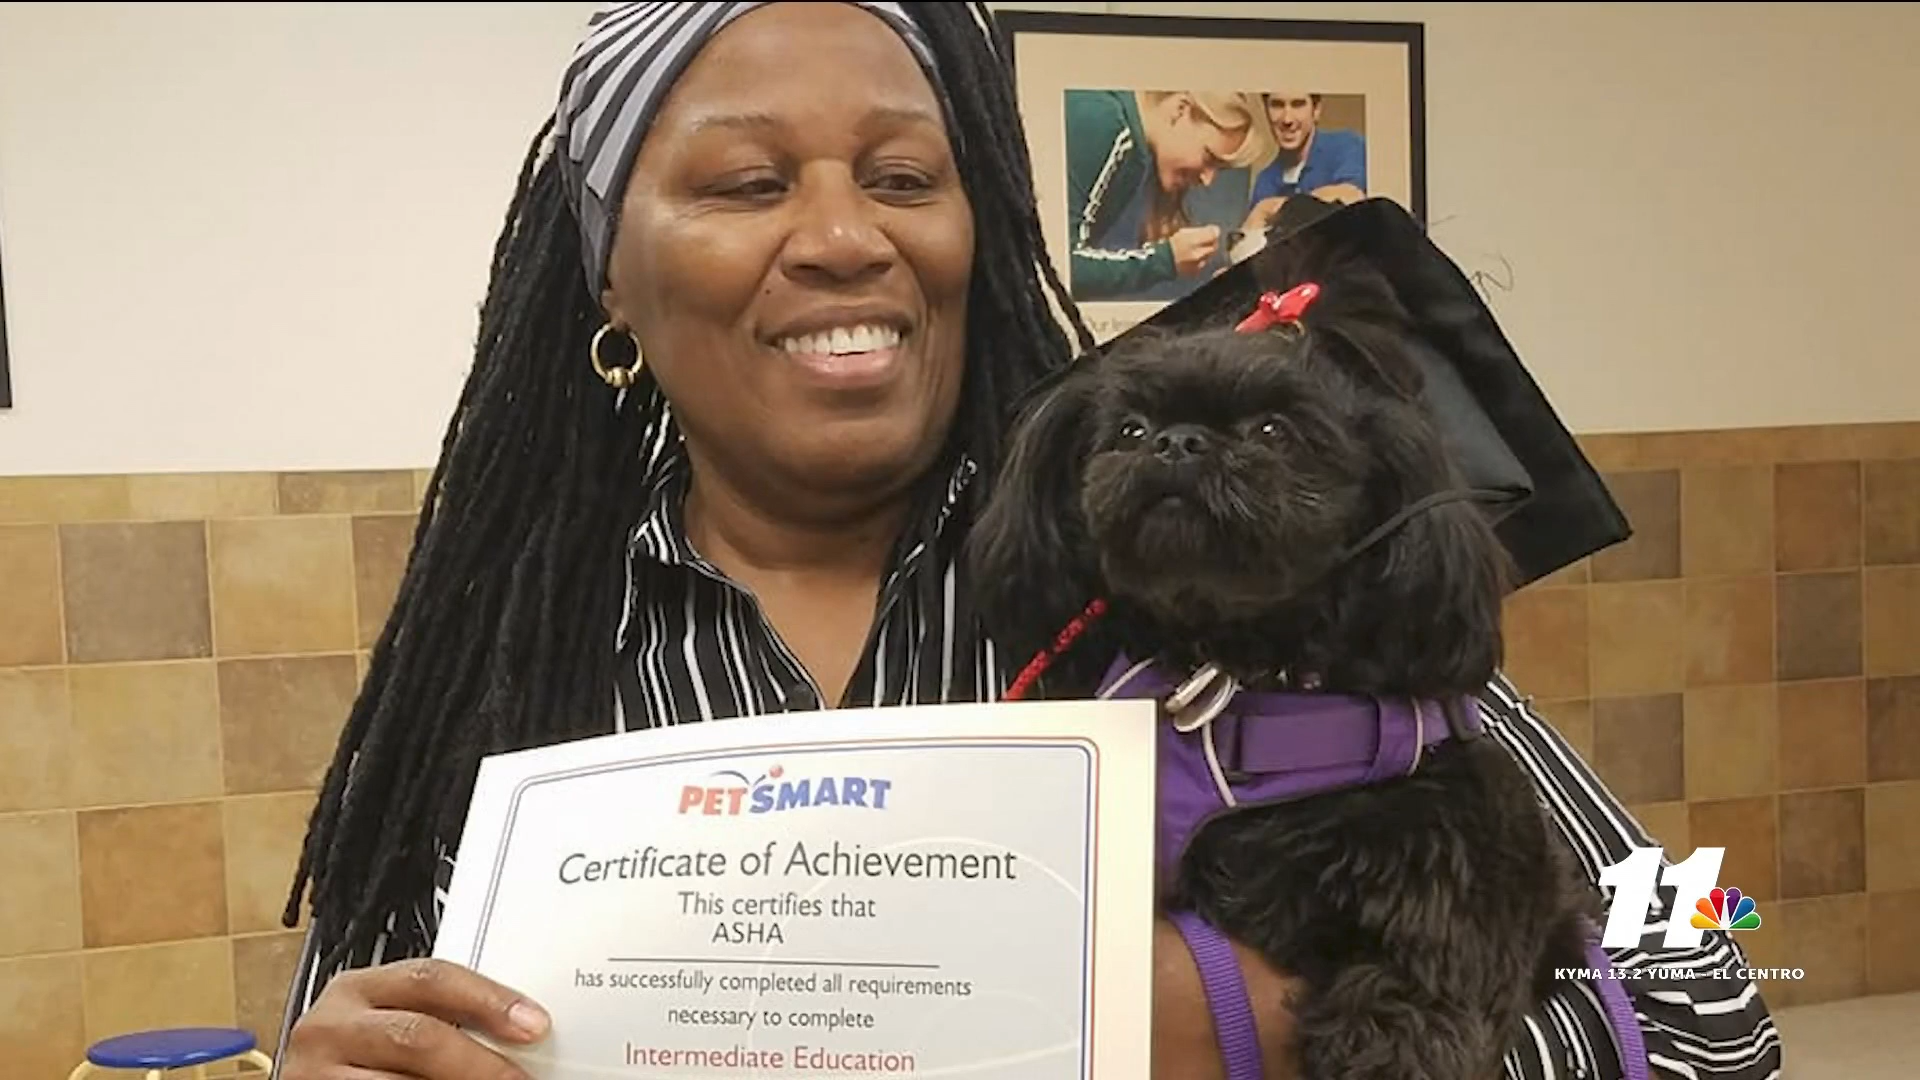 PETSMART
Certificate of Achievement
This certifies that
ASHA
has successfully completed all requirements
necessary to complete
Intermediate Education
11
KYMA 13.2 YUMA - EL CENTRO